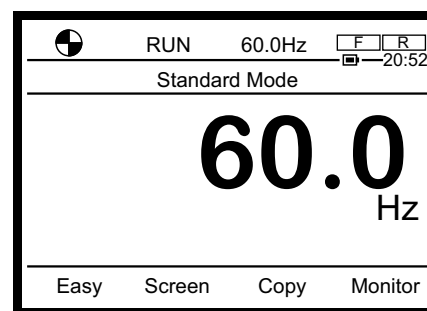 RUN 60.0Hz F R
20:52
Standard Mode
60.0
Hz
Easy Screen Copy Monitor